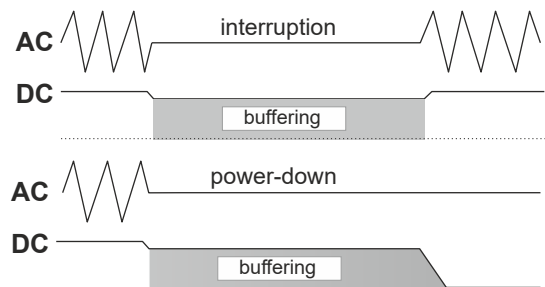 AC
interruption
DC
buffering
AC
power-down
DC
buffering